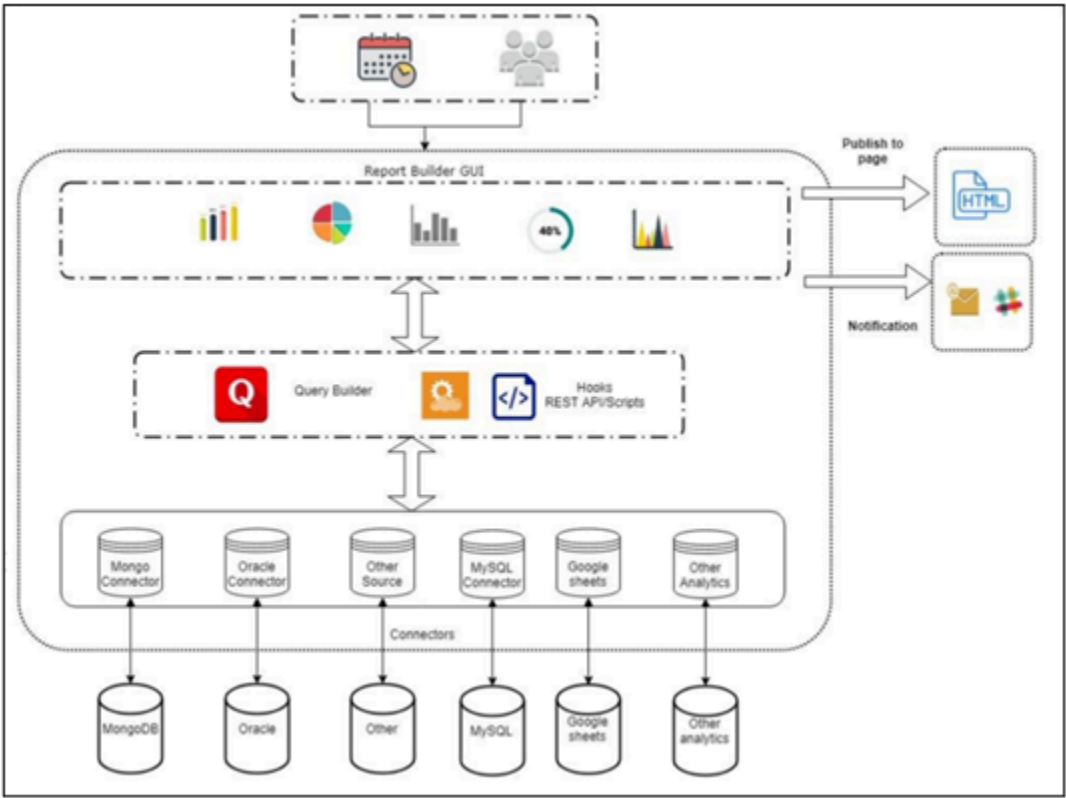 Publish to
page
Report Builder GUI
HTML
40%
Notification
Q
Query Builder
</>
Hooks
REST API/Scripts
Mongo
Connector
Oracle
Connector
Other
Source
MySQL
Connector
Google
sheets
Other
Analytics
Connectors
MongoDB
Oracle
Other
MySQL
Google
sheets
Other
analytics